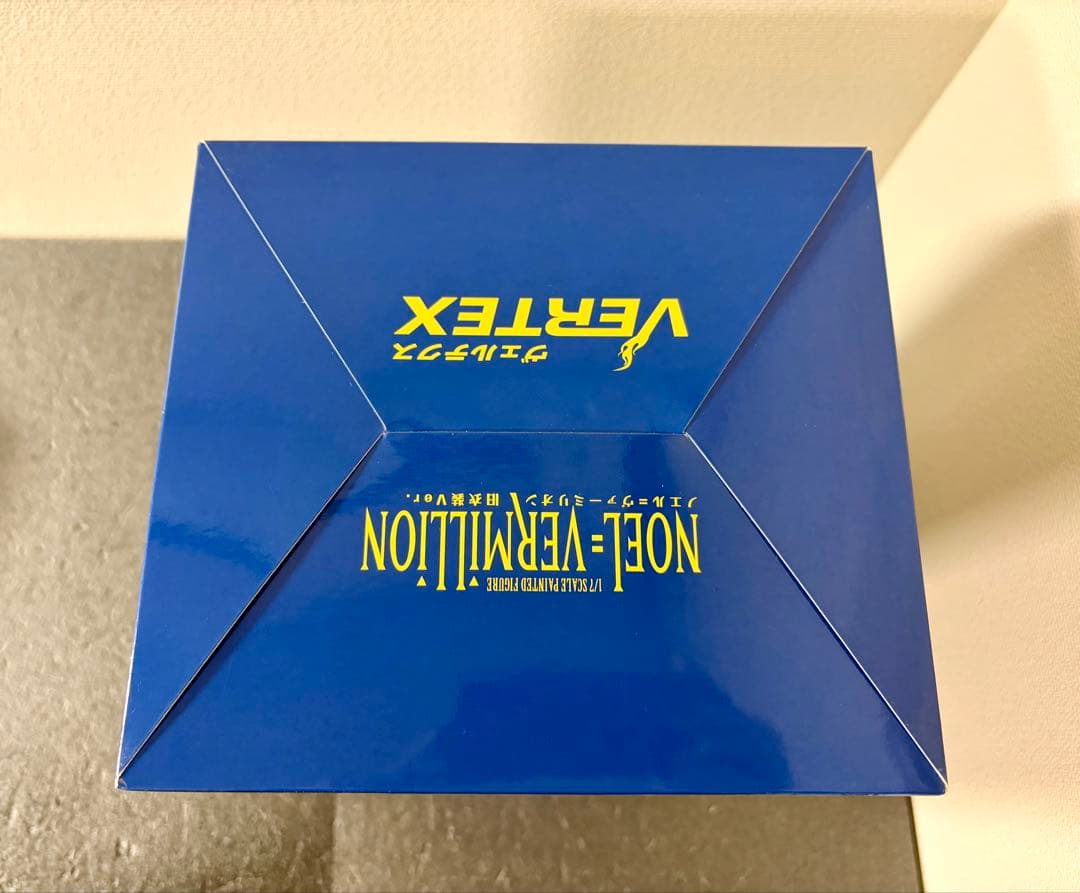 1/7 SCALE PAINTED FIGURE
NOEL=VERMILLION
ノエル=ヴァーミリオン 旧衣装Ver.
ヴェルテクス
VERTEX